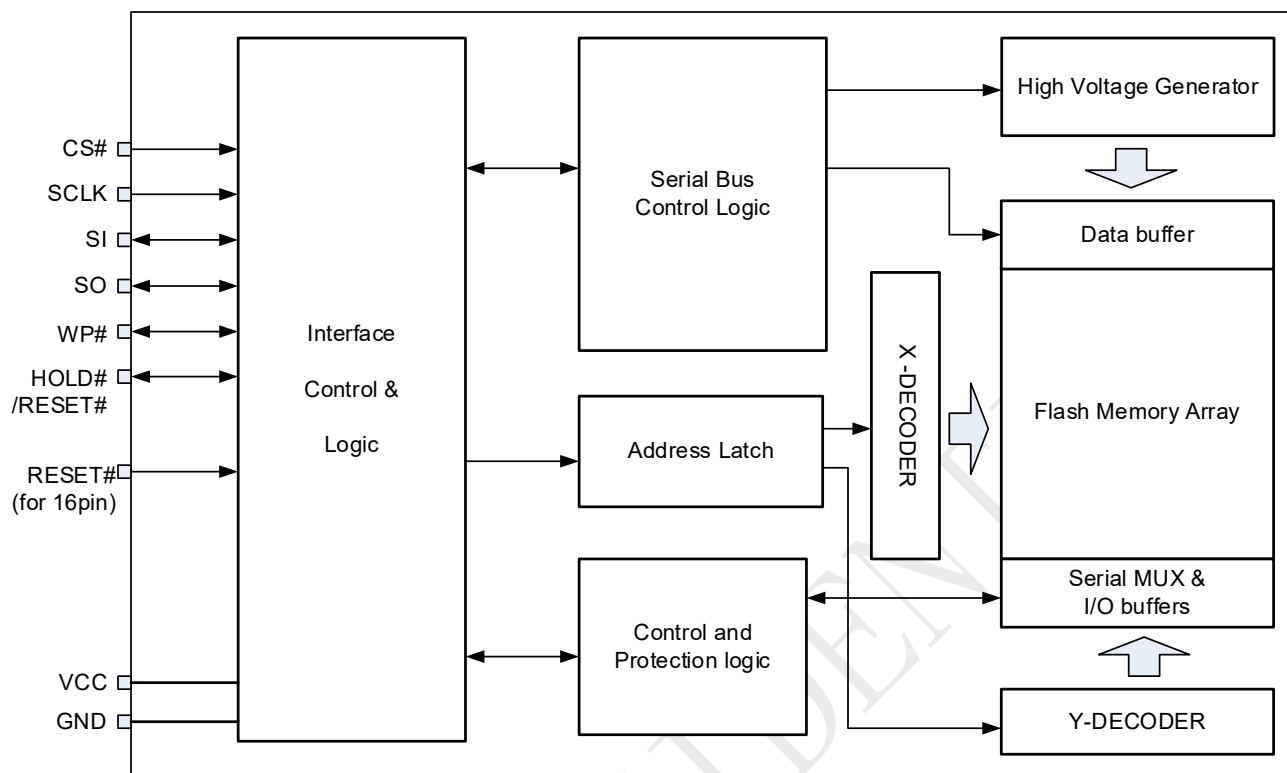 CS#
SCLK
SI
SO
WP#
HOLD#
/RESET#
RESET#
(for 16pin)
VCC
GND
Interface
Control &
Logic
Serial Bus
Control Logic
Address Latch
Control and
Protection logic
X-DECODER
High Voltage Generator
Data buffer
Flash Memory Array
Serial MUX &
I/O buffers
Y-DECODER